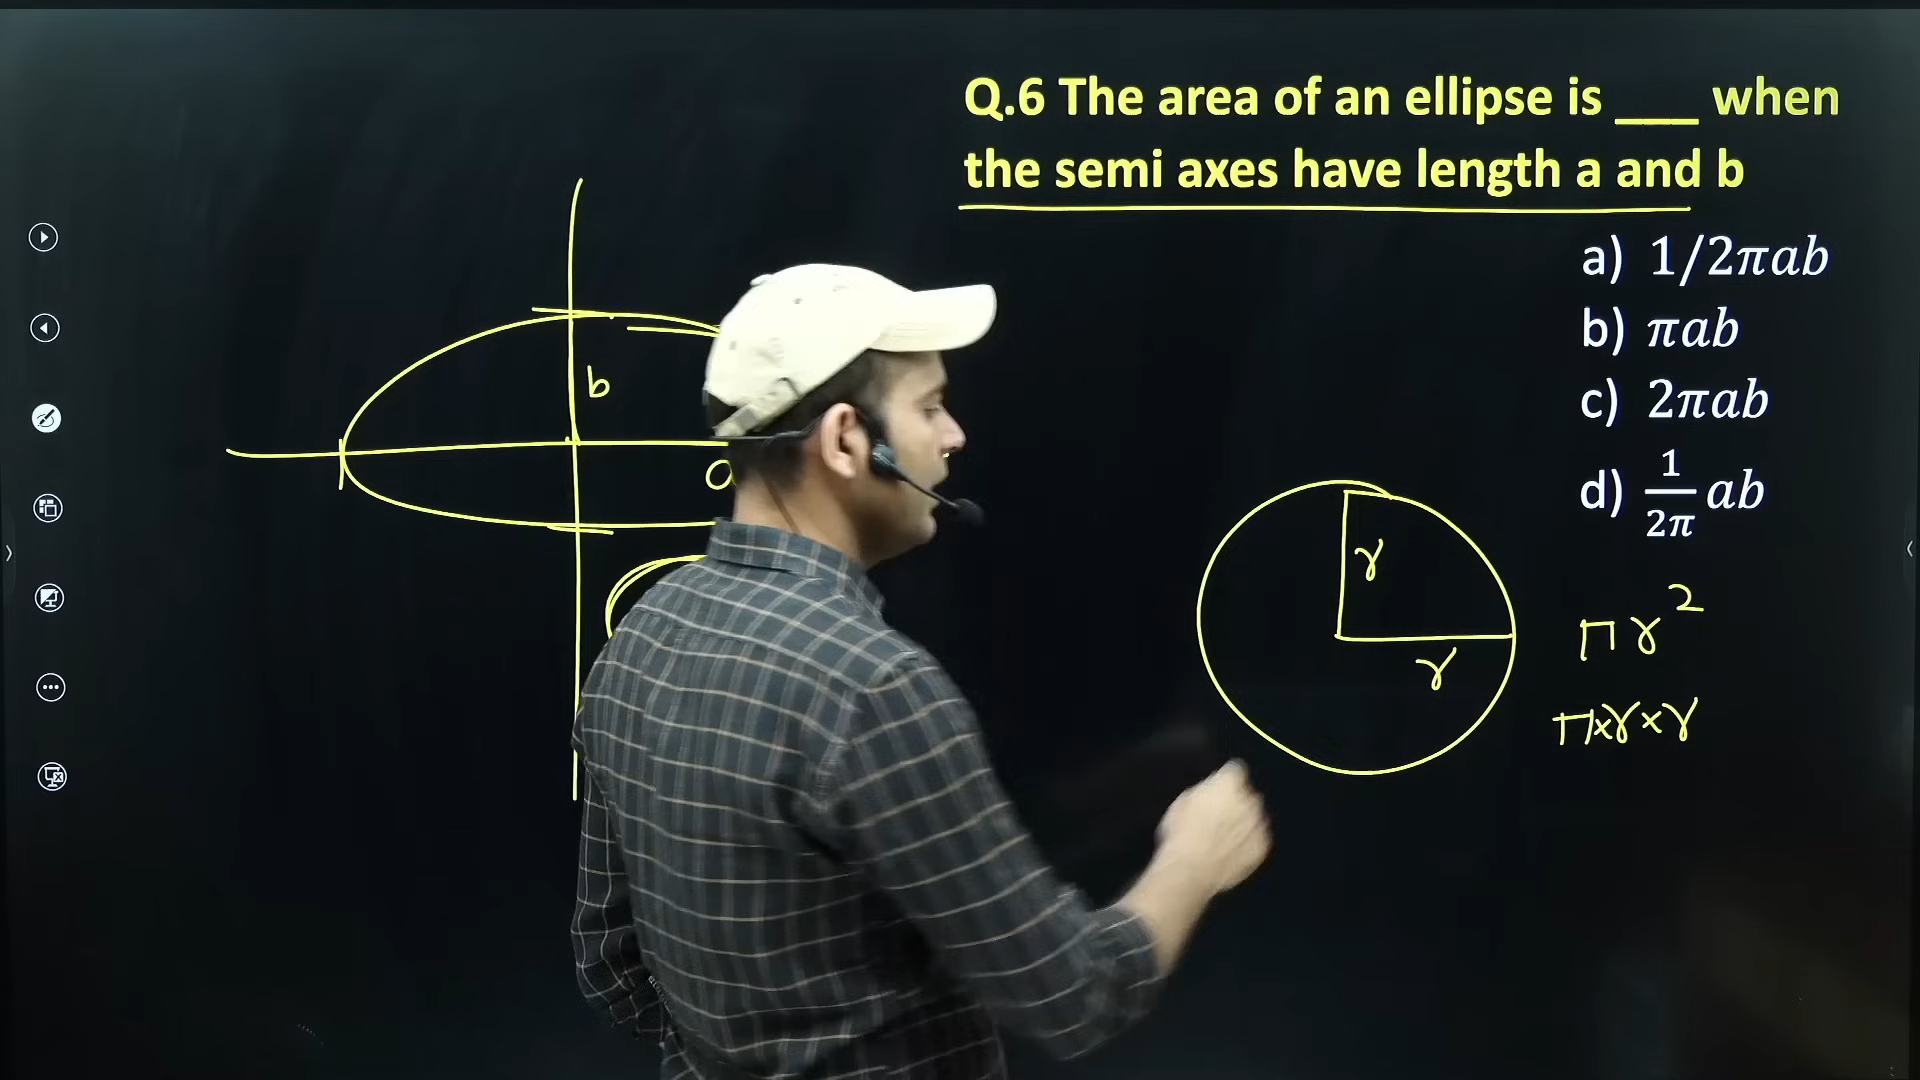 Q.6 The area of an ellipse is ___ when
the semi axes have length a and b
a) 1/2πab
b) πab
c) 2πab
d) \frac{1}{2π} ab
b
a
r
r
πr²
π×r×r